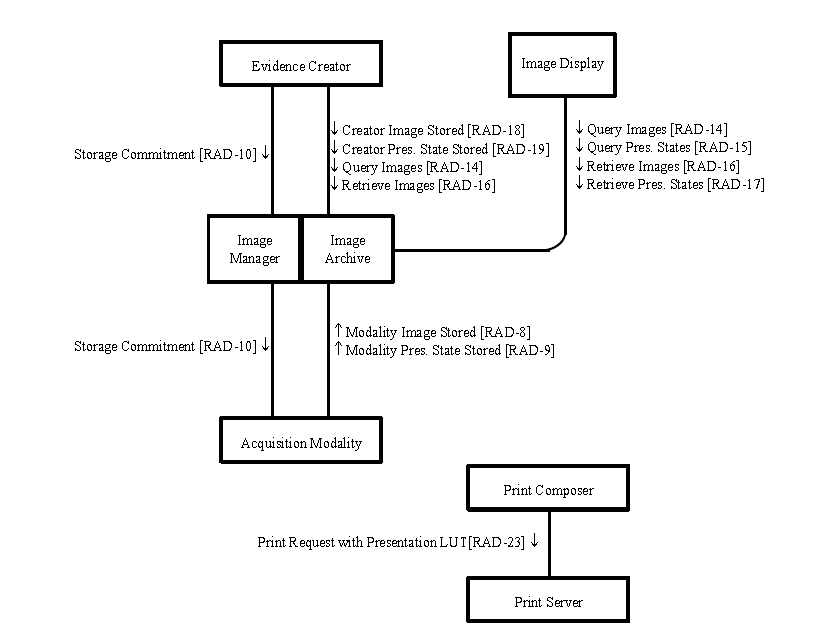 Evidence Creator
Image Display
Storage Commitment [RAD-10] ↓
↓ Creator Image Stored [RAD-18]
↓ Creator Pres. State Stored [RAD-19]
↓ Query Images [RAD-14]
↓ Retrieve Images [RAD-16]
↓ Query Images [RAD-14]
↓ Query Pres. States [RAD-15]
↓ Retrieve Images [RAD-16]
↓ Retrieve Pres. States [RAD-17]
Image
Manager
Image
Archive
Storage Commitment [RAD-10] ↓
↑ Modality Image Stored [RAD-8]
↑ Modality Pres. State Stored [RAD-9]
Acquisition Modality
Print Composer
Print Request with Presentation LUT[RAD-23] ↓
Print Server